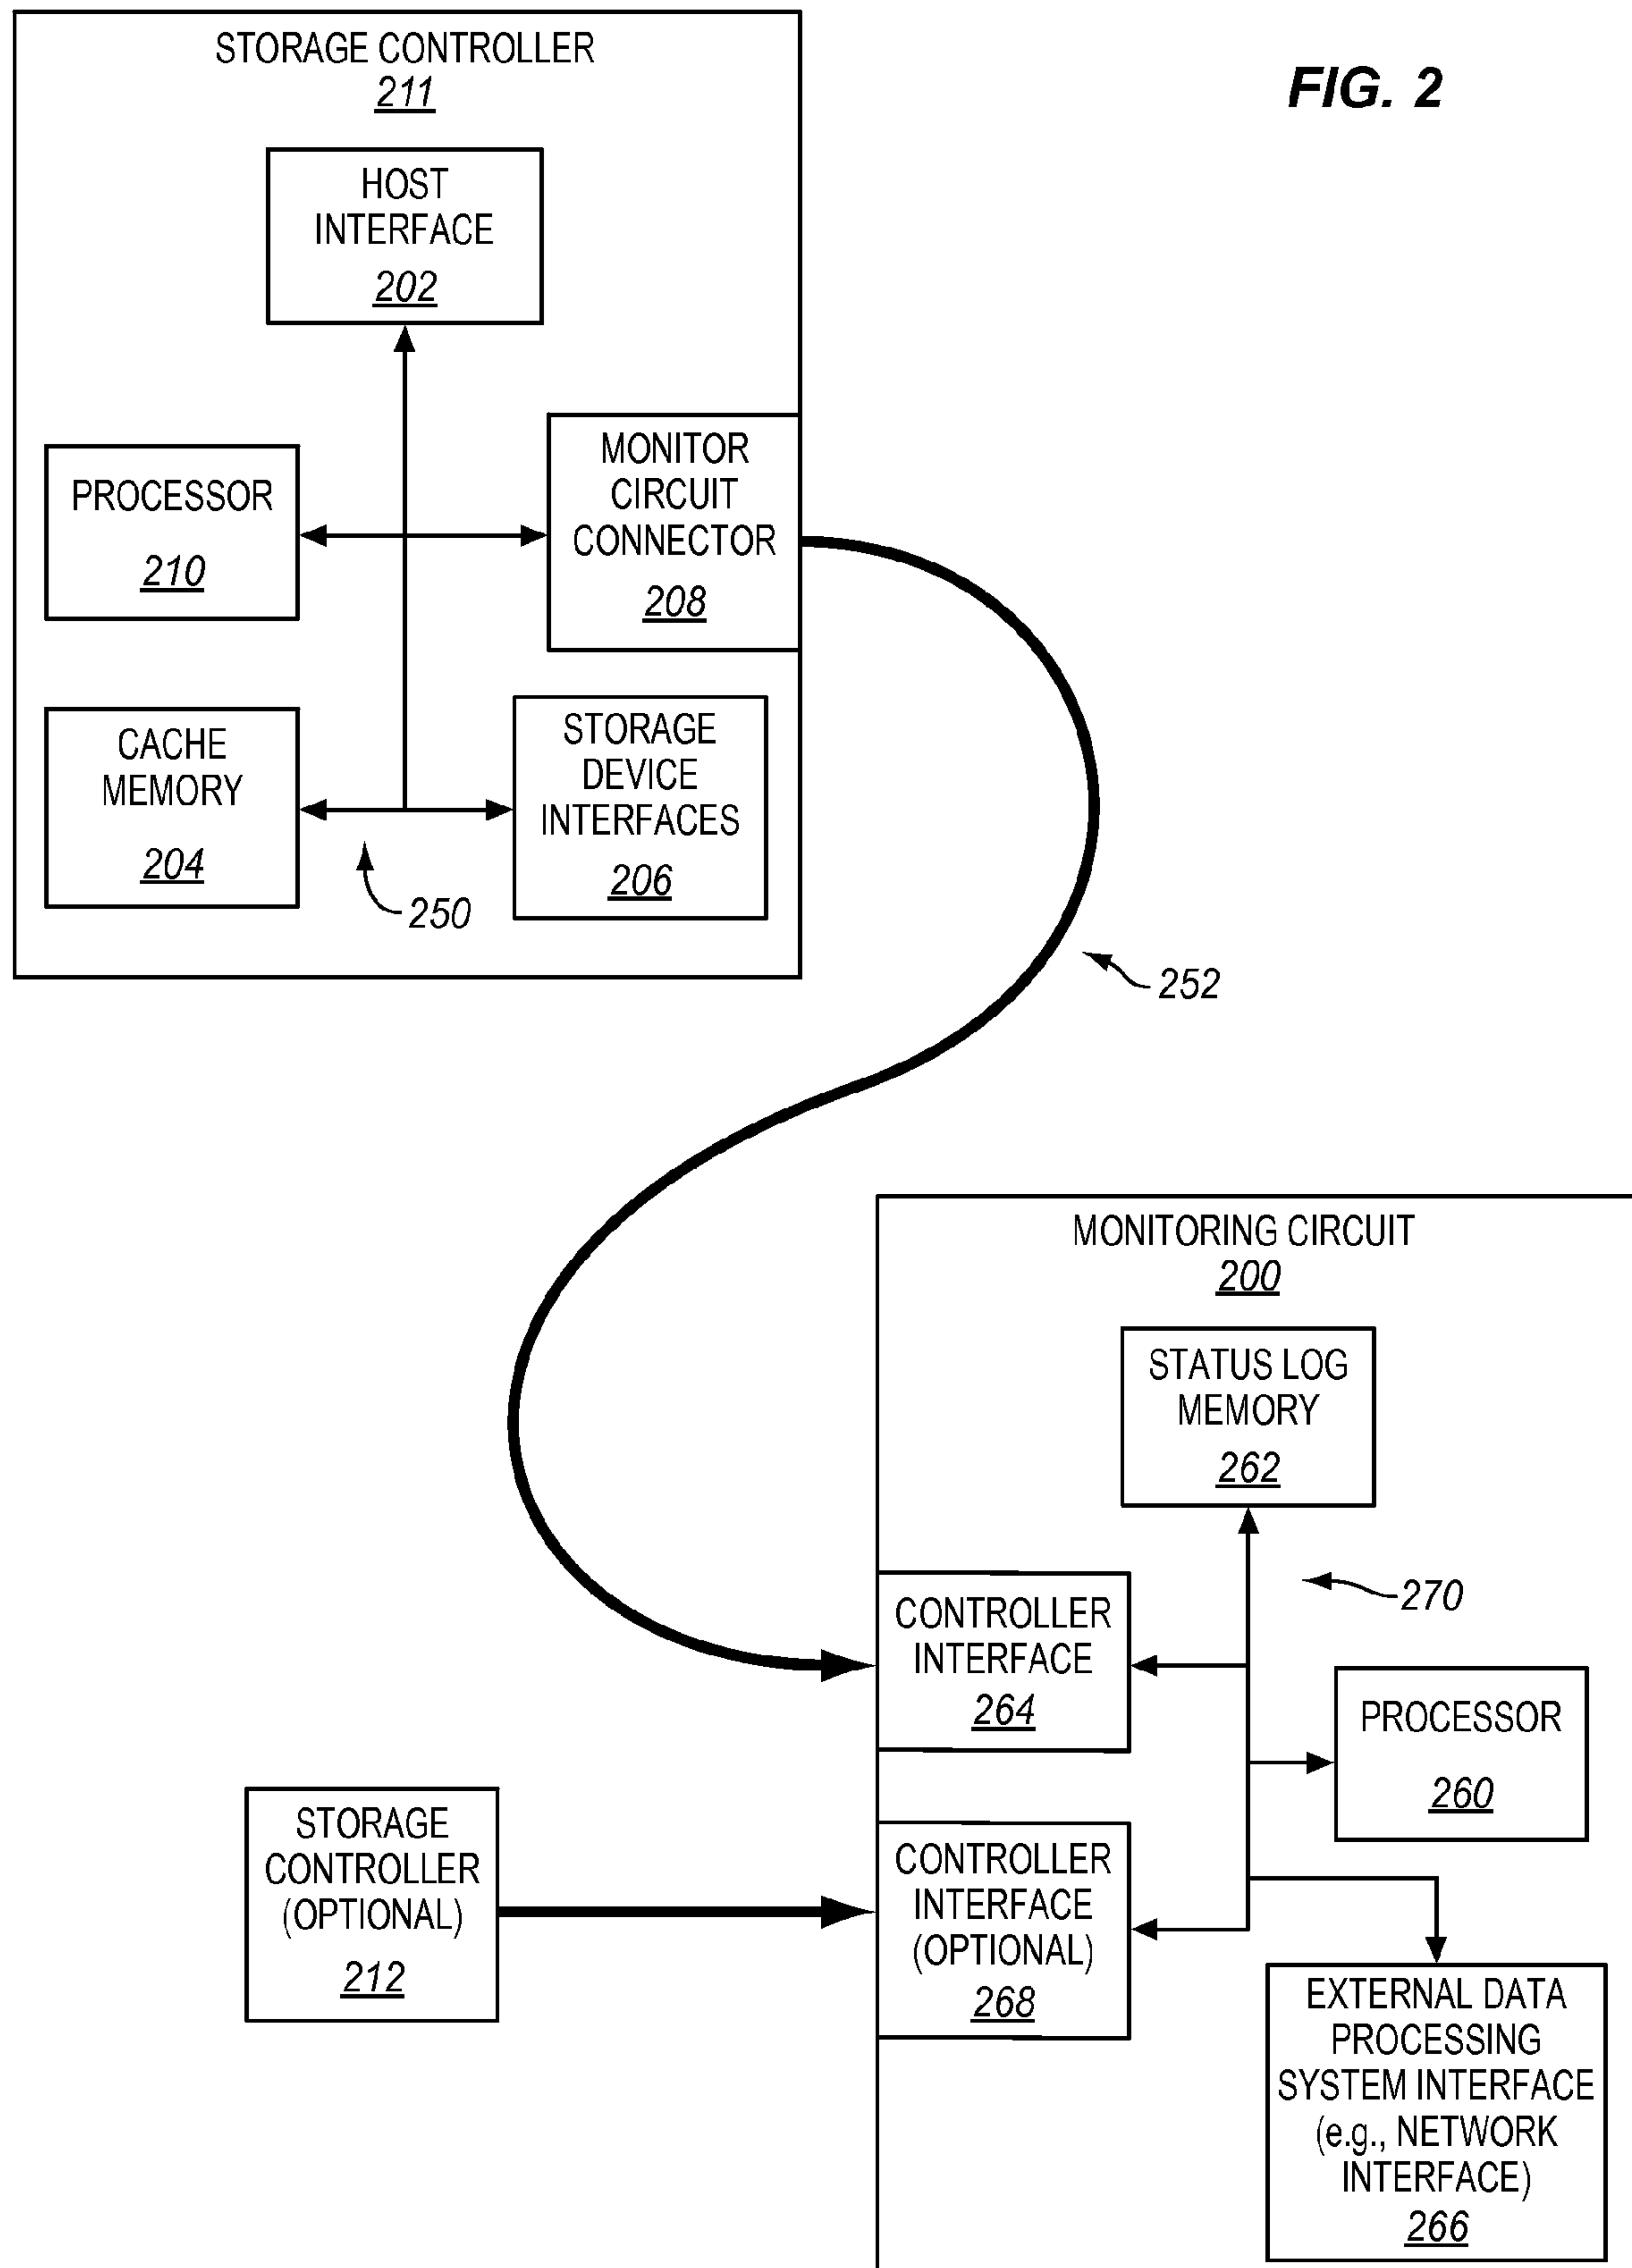 STORAGE CONTROLLER
211
FIG. 2
HOST
INTERFACE
202
PROCESSOR
210
MONITOR
CIRCUIT
CONNECTOR
208
CACHE
MEMORY
204
STORAGE
DEVICE
INTERFACES
206
250
252
MONITORING CIRCUIT
200
STATUS LOG
MEMORY
262
270
CONTROLLER
INTERFACE
264
PROCESSOR
260
STORAGE
CONTROLLER
(OPTIONAL)
212
CONTROLLER
INTERFACE
(OPTIONAL)
268
EXTERNAL DATA
PROCESSING
SYSTEM INTERFACE
(e.g., NETWORK
INTERFACE)
266